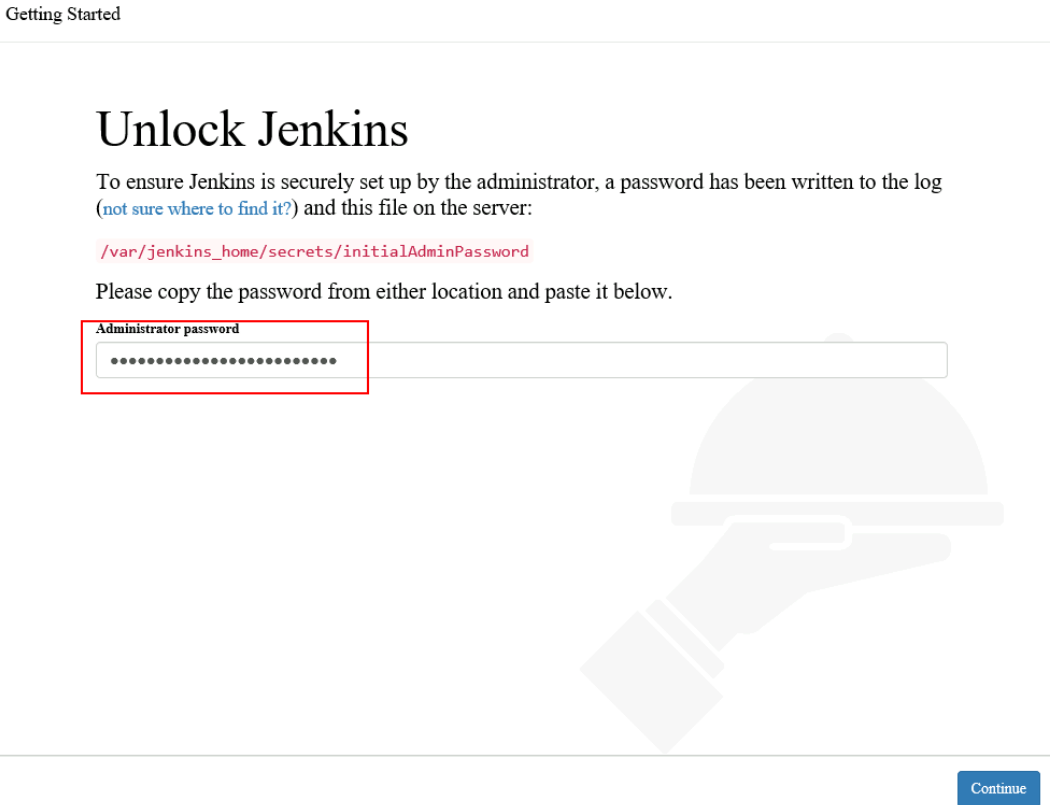 Getting Started
Unlock Jenkins
To ensure Jenkins is securely set up by the administrator, a password has been written to the log
(not sure where to find it?) and this file on the server:
/var/jenkins_home/secrets/initialAdminPassword
Please copy the password from either location and paste it below.
Administrator password
•••••••••••••••••••••••••
Continue